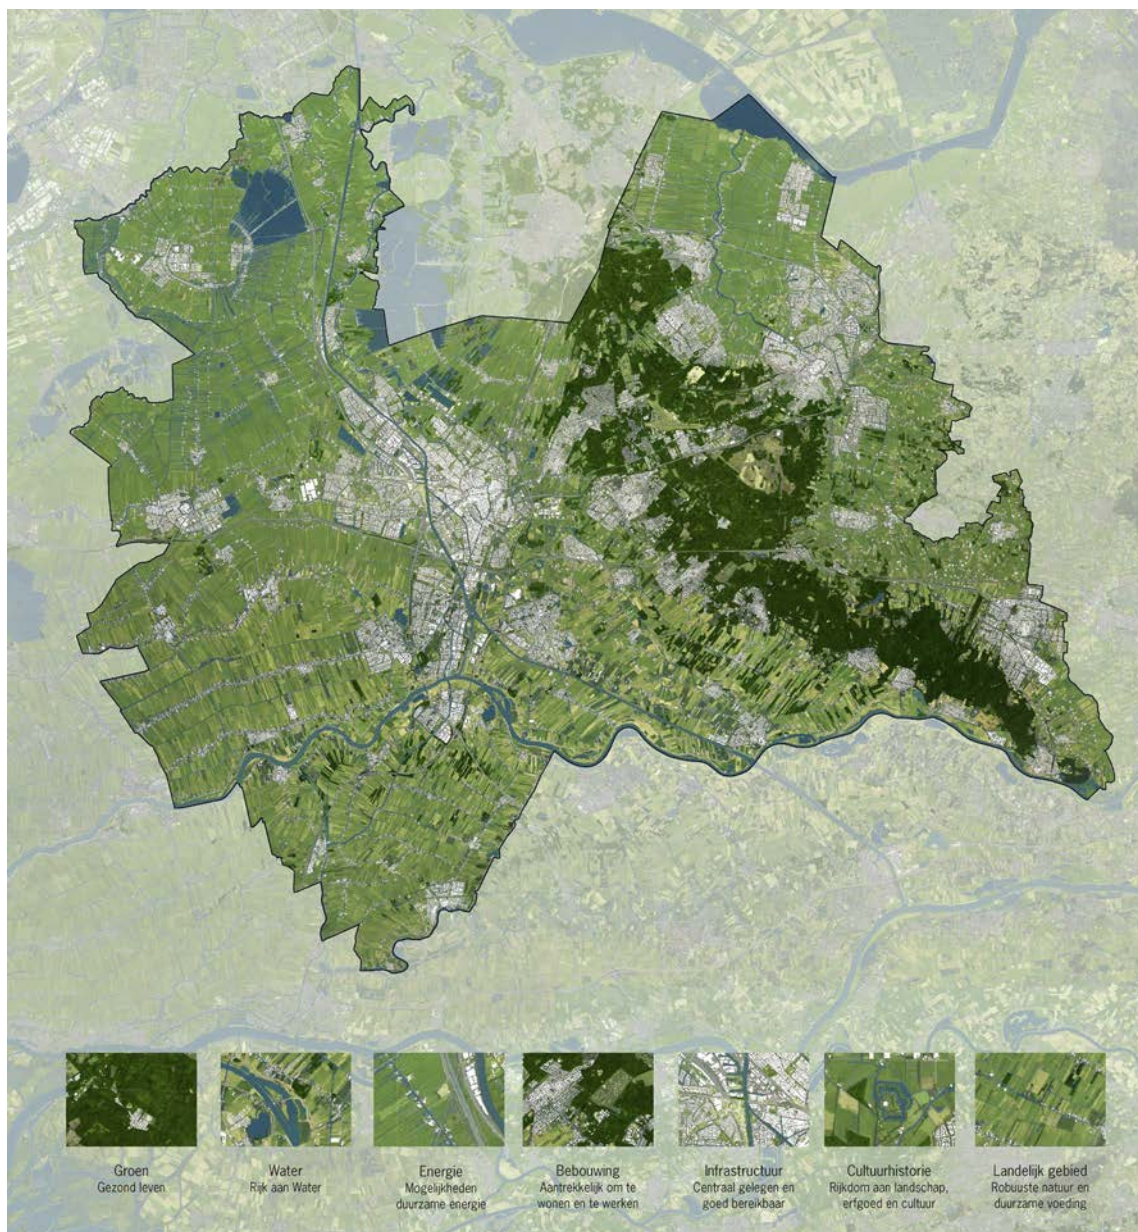 Groen
Gezond leven
Water
Rijk aan Water
Energie
Mogelijkheden
duurzame energie
Bebouwing
Aantrekkelijk om te
wonen en te werken
Infrastructuur
Centraal gelegen en
goed bereikbaar
Cultuurhistorie
Rijkdom aan landschap,
erfgoed en cultuur
Landelijk gebied
Robuuste natuur en
duurzame voeding